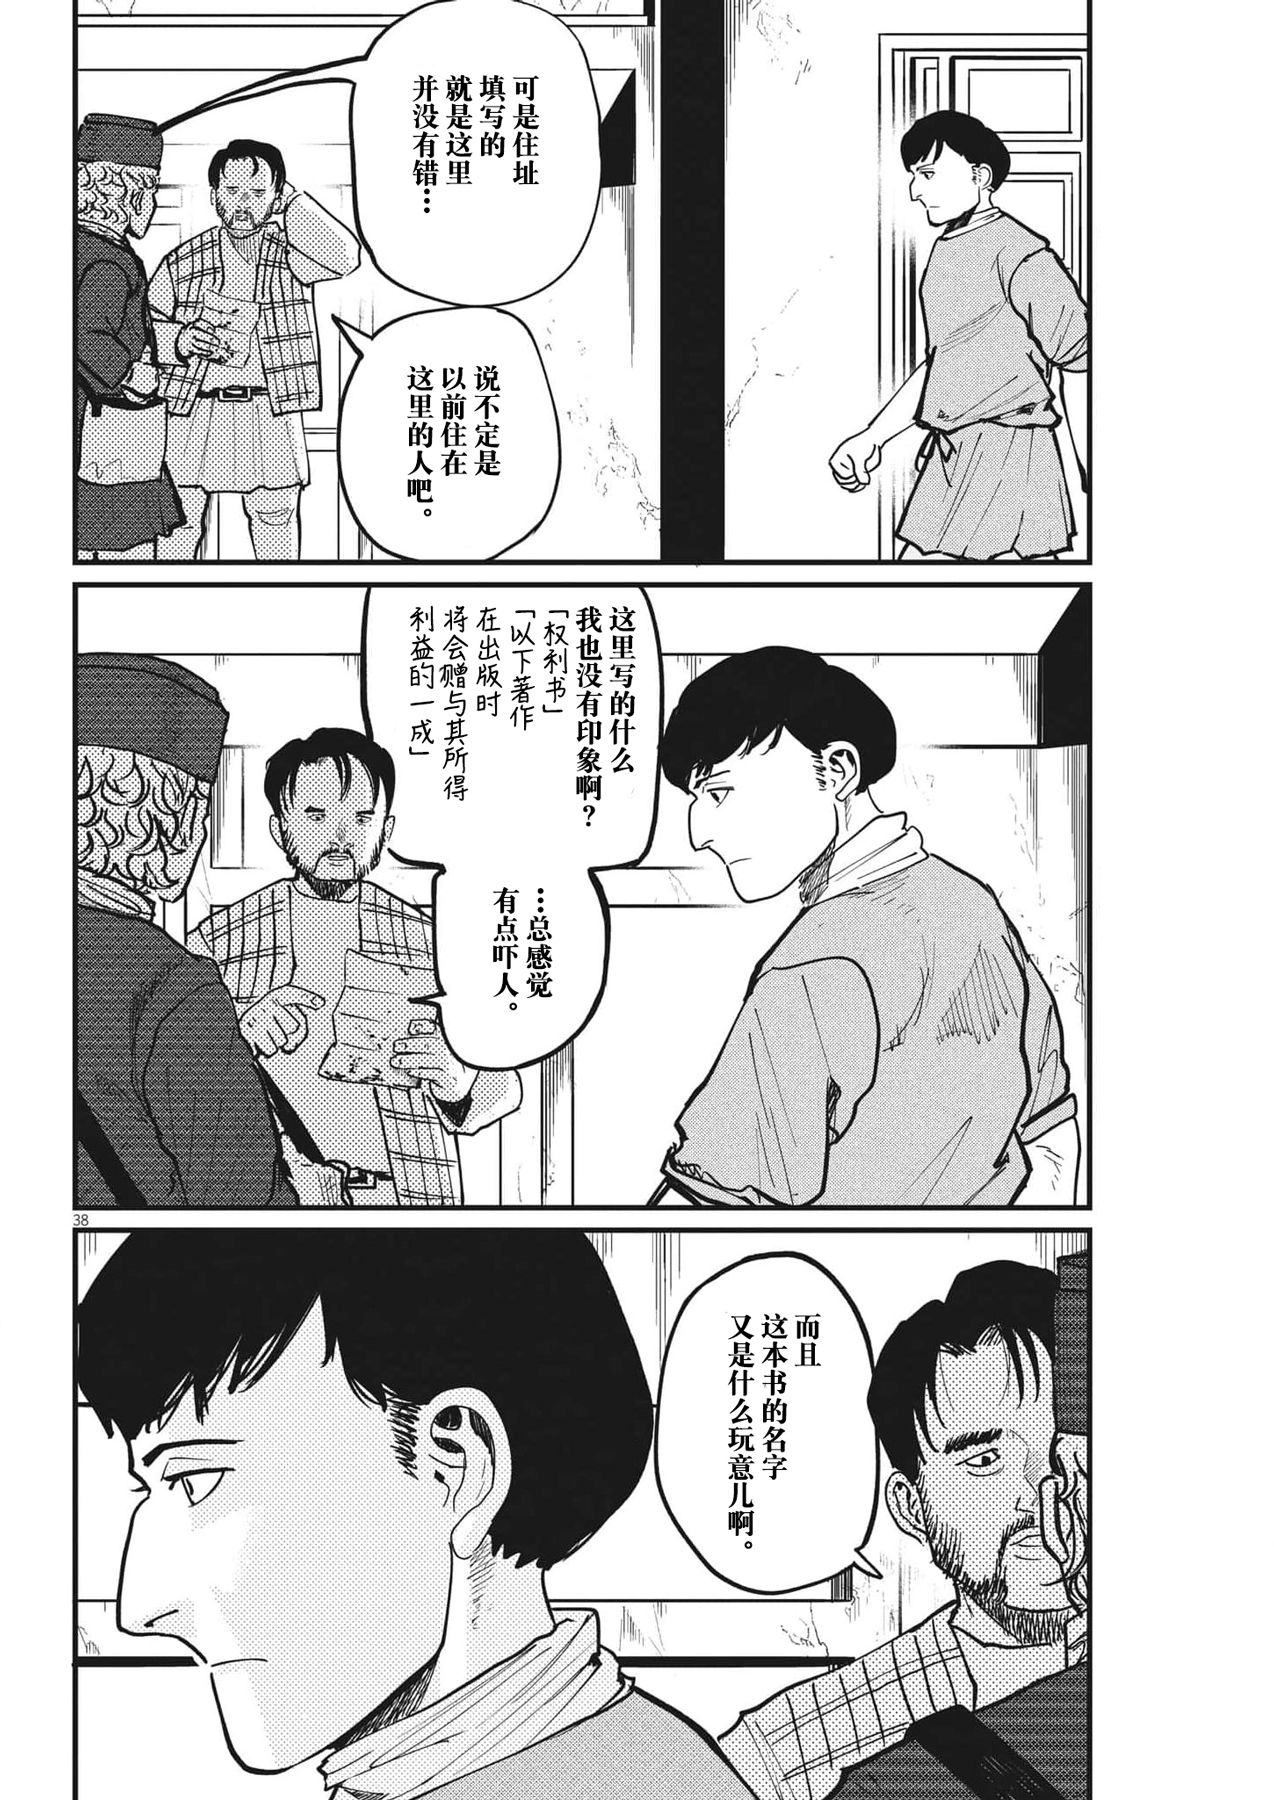 可是住址
填写的
就是这里
并没有错…
说不定是
以前住在
这里的人吧。
这里写的什么
我也没有印象啊？
「权利书」
「以下著作
在出版时
将会赠与其所得
利益的一成」
…总感觉
有点吓人。
38
而且
这本书的名字
又是什么玩意儿啊。